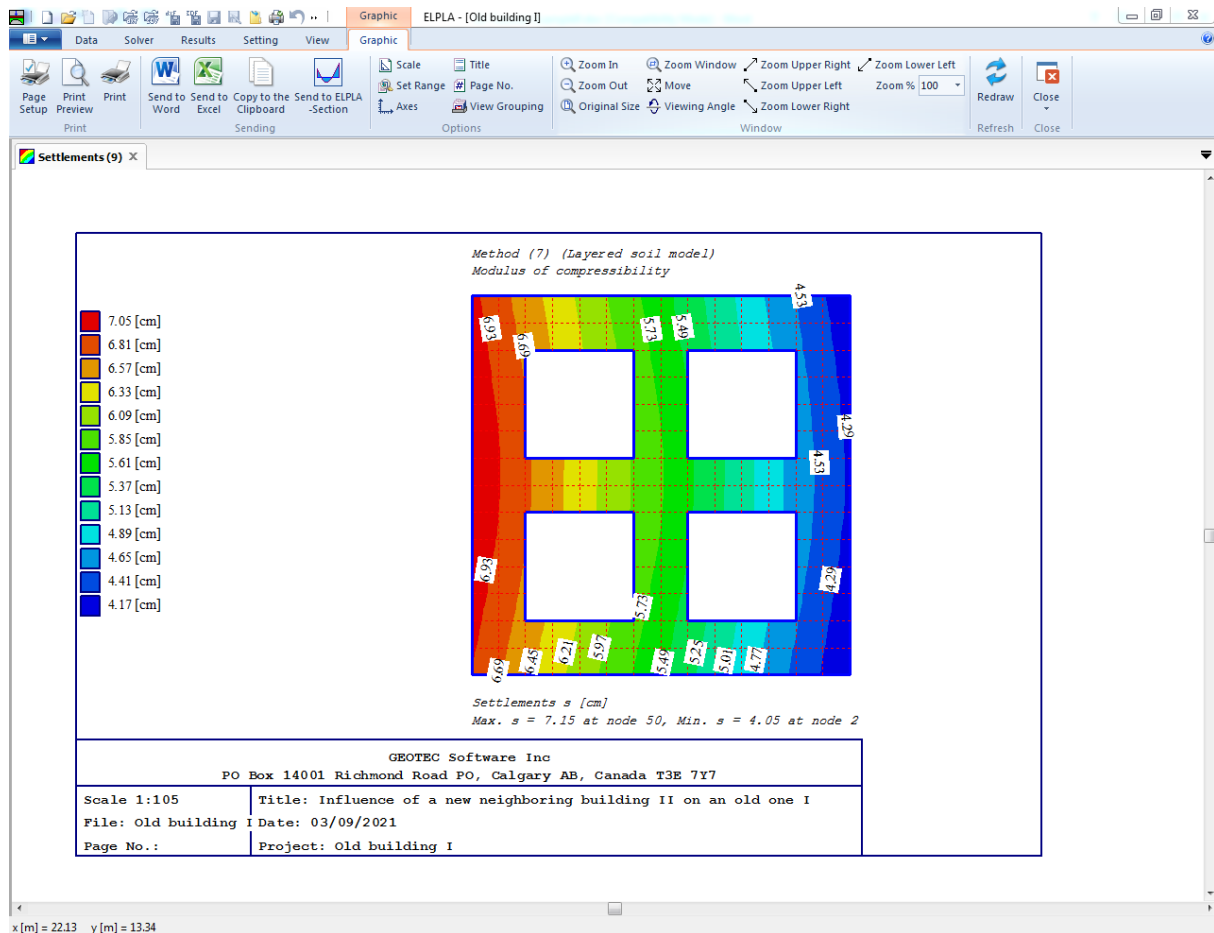 Graphic
ELPLA - [Old building I]
Data Solver Results Setting View Graphic
Page Setup
Print Preview
Print
Print
Send to Word
Send to Excel
Copy to the Clipboard
Send to ELPLA -Section
Sending
Scale
Set Range
Axes
Title
# Page No.
View Grouping
Options
Zoom In
Zoom Out
Original Size
Zoom Window
Move
Viewing Angle
Zoom Upper Right
Zoom Upper Left
Zoom Lower Right
Zoom Lower Left
Zoom % 100
Window
Redraw
Refresh
Close
Close
Settlements (9) X
Method (7) (Layered soil model)
Modulus of compressibility
7.05 [cm]
6.81 [cm]
6.57 [cm]
6.33 [cm]
6.09 [cm]
5.85 [cm]
5.61 [cm]
5.37 [cm]
5.13 [cm]
4.89 [cm]
4.65 [cm]
4.41 [cm]
4.17 [cm]
4.53
6.93
6.69
5.73
5.49
4.29
4.53
6.93
4.29
5.73
6.69
6.45
6.21
5.97
5.49
5.25
5.01
4.77
Settlements s [cm]
Max. s = 7.15 at node 50, Min. s = 4.05 at node 2
GEOTEC Software Inc
PO Box 14001 Richmond Road PO, Calgary AB, Canada T3E 7Y7
Scale 1:105
Title: Influence of a new neighboring building II on an old one I
File: Old building I
Date: 03/09/2021
Page No.:
Project: Old building I
x [m] = 22.13 y [m] = 13.34